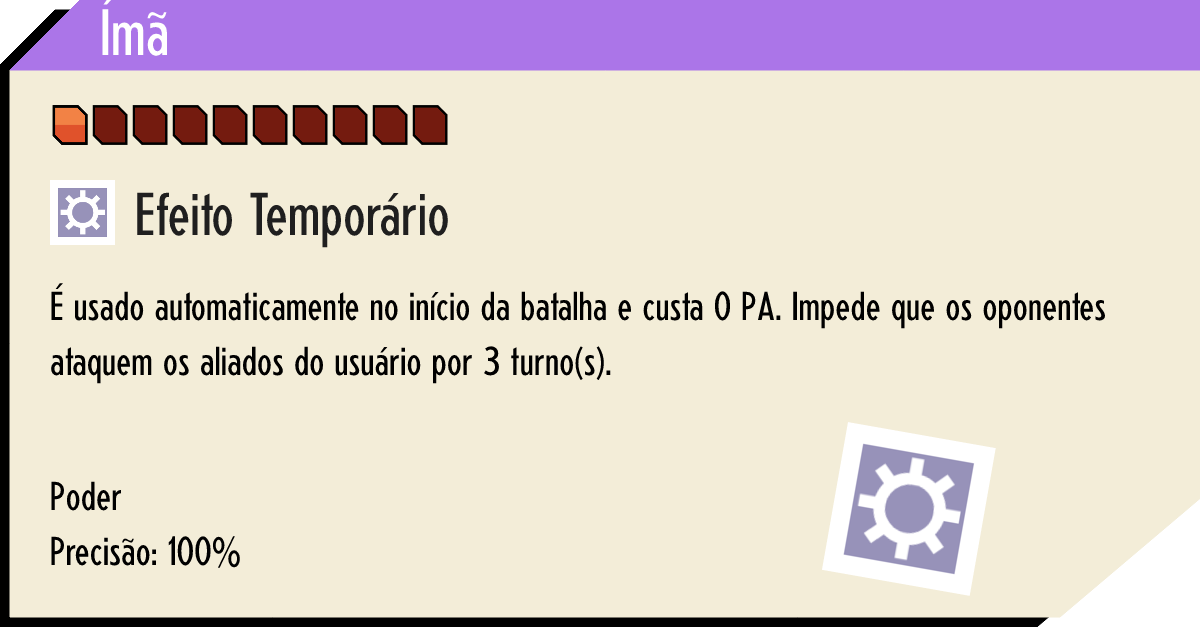 Ímã
Efeito Temporário
É usado automaticamente no início da batalha e custa 0 PA. Impede que os oponentes
ataquem os aliados do usuário por 3 turno(s).
Poder
Precisão: 100%